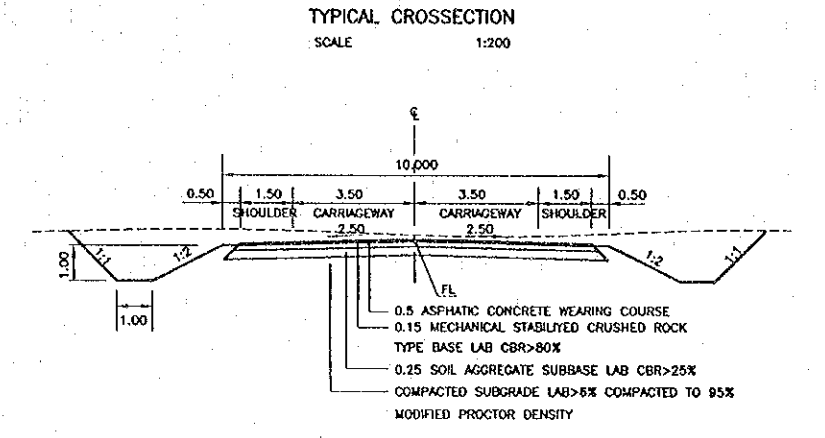 TYPICAL CROSSECTION
SCALE 1:200
℄
10.000
0.50 1.50 3.50 3.50 1.50 0.50
SHOULDER CARRIAGEWAY CARRIAGEWAY SHOULDER
2.50 2.50
1.00 1:1 1:2 1:2 1:1
FL
1.00
0.5 ASPHATIC CONCRETE WEARING COURSE
0.15 MECHANICAL STABILIYED CRUSHED ROCK
TYPE BASE LAB CBR>80%
0.25 SOIL AGGREGATE SUBBASE LAB CBR>25%
COMPACTED SUBGRADE LAB>6% COMPACTED TO 95%
MODIFIED PROCTOR DENSITY